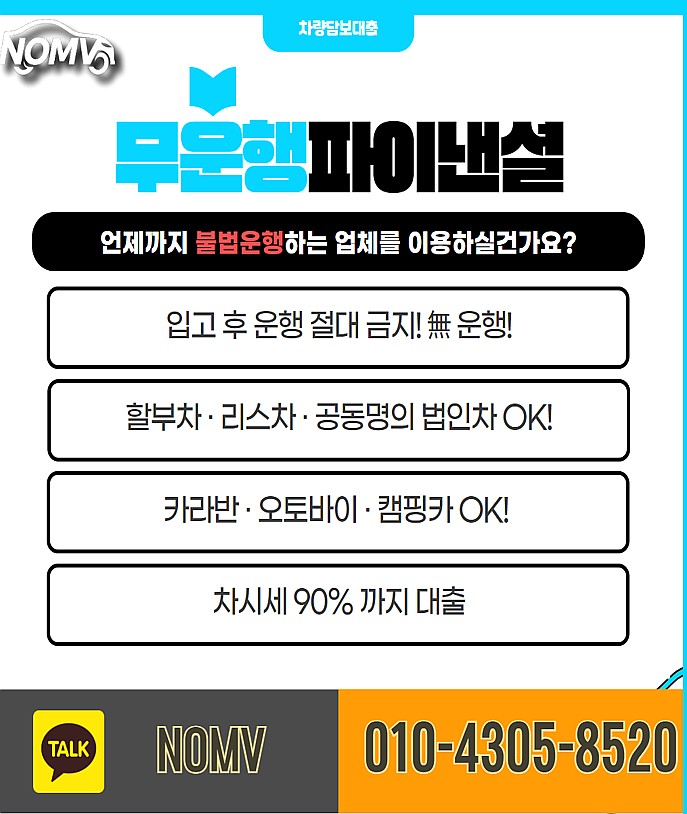 차량담보대출
NOMV
무운행파이낸셜
언제까지 불법운행하는 업체를 이용하실건가요?
입고 후 운행 절대 금지! 無 운행!
할부차 · 리스차 · 공동명의 법인차 OK!
카라반 · 오토바이 · 캠핑카 OK!
차시세 90% 까지 대출
TALK
NOMV
010-4305-8520